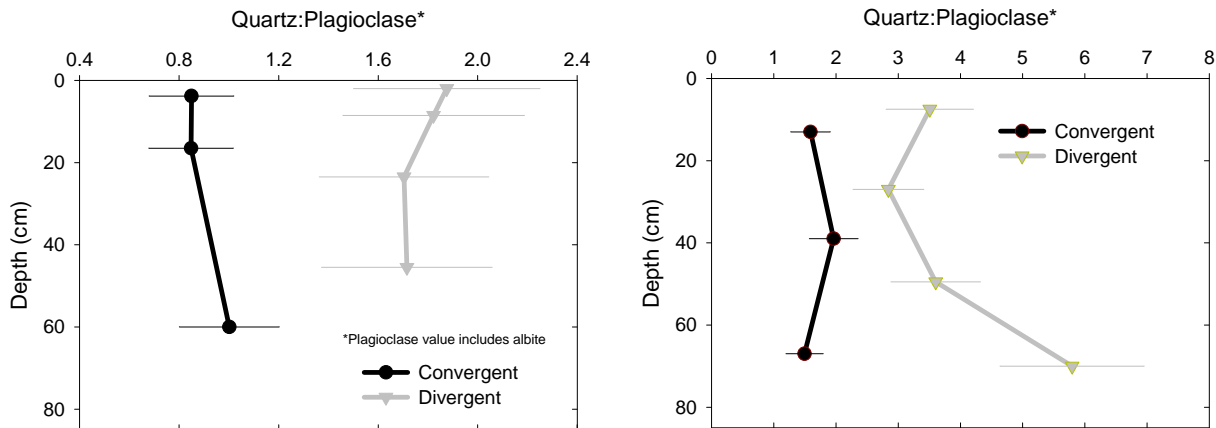 Quartz:Plagioclase*
0.4 0.8 1.2 1.6 2.0 2.4
0
20
40
60
80
Depth (cm)
*Plagioclase value includes albite
Convergent
Divergent
Quartz:Plagioclase*
0 1 2 3 4 5 6 7 8
0
20
40
60
80
Depth (cm)
Convergent
Divergent